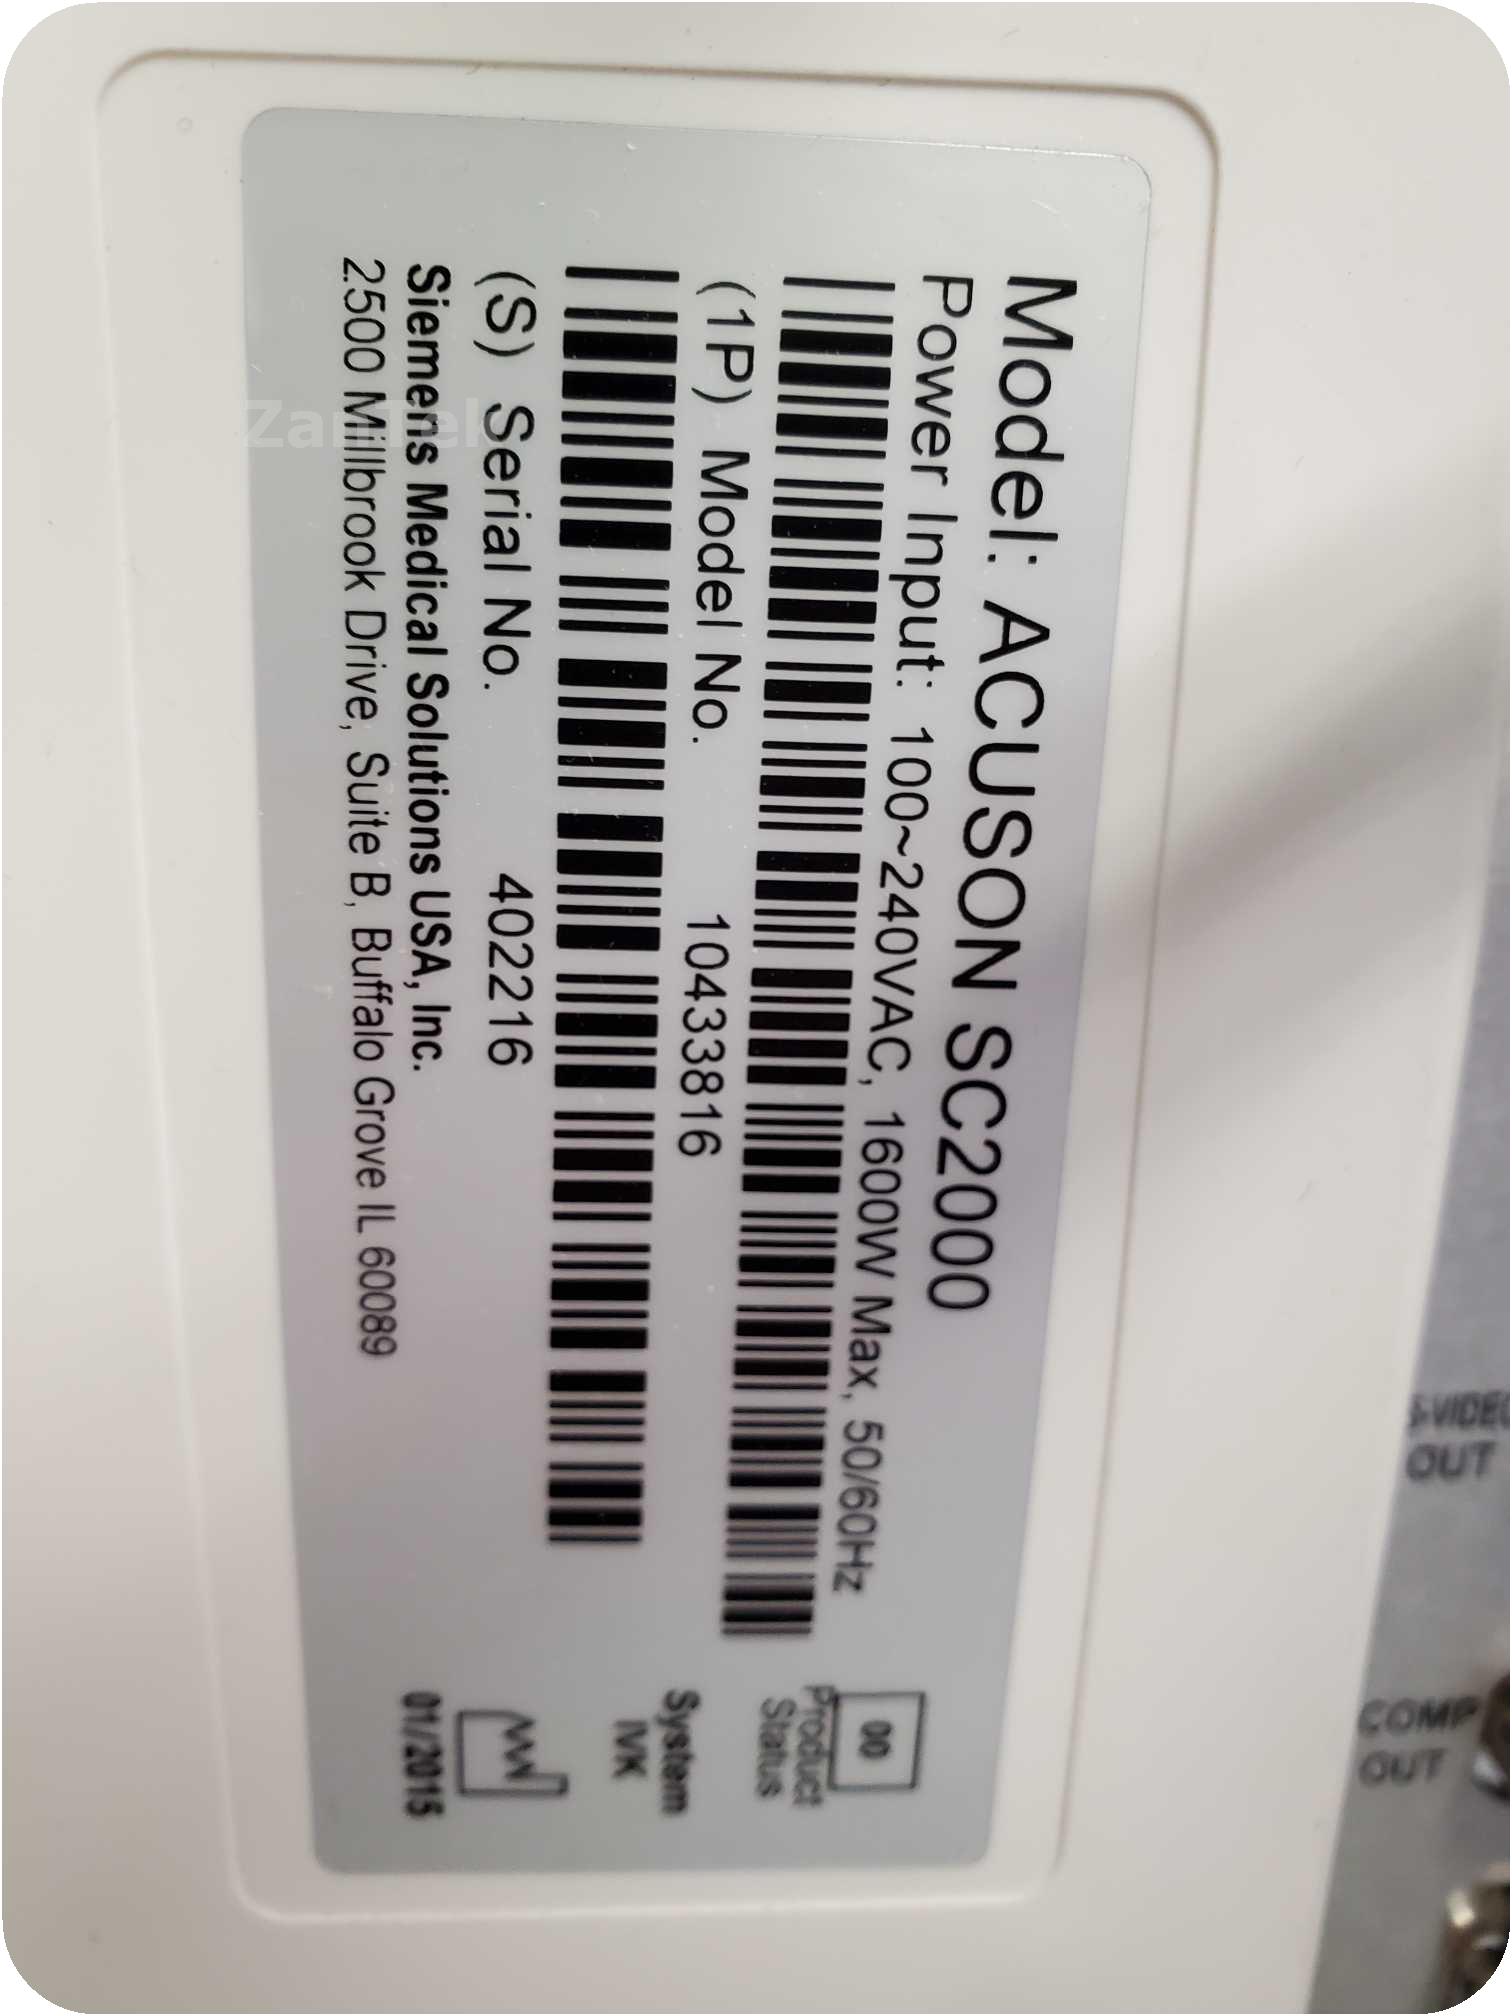 Model: ACUSON SC2000
Power Input: 100~240VAC, 1600W Max, 50/60Hz
(1P) Model No. 10433816
(S) Serial No. 402216
Siemens Medical Solutions USA, Inc.
2500 Millbrook Drive, Suite B, Buffalo Grove IL 60089
00
Product
Status
System
IVK
01/2015
S-VIDEO
OUT
COMP
OUT
ZanTek